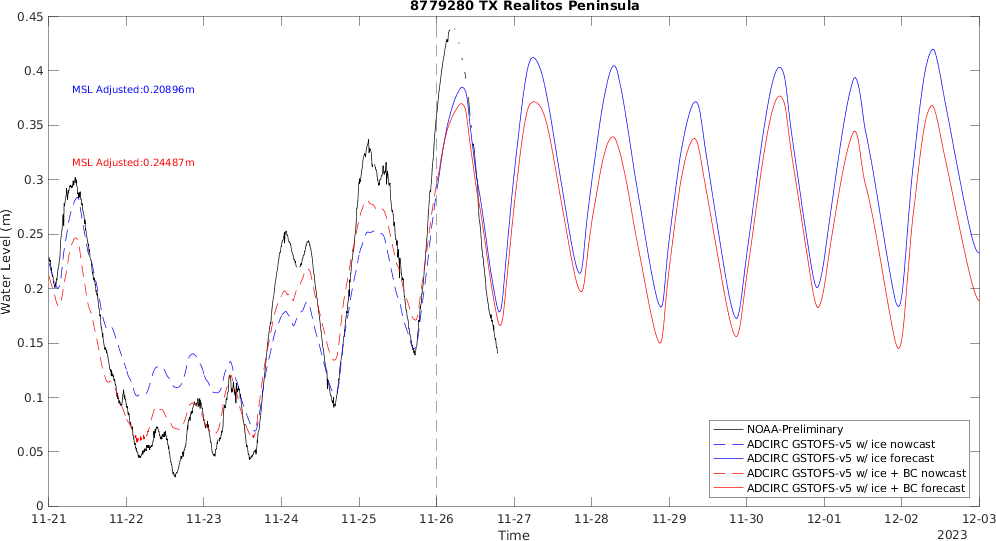 8779280 TX Realitos Peninsula
0.45
0.4
0.35
0.3
0.25
0.2
0.15
0.1
0.05
0
Water Level (m)
MSL Adjusted:0.20896m
MSL Adjusted:0.24487m
NOAA-Preliminary
ADCIRC GSTOFS-v5 w/ ice nowcast
ADCIRC GSTOFS-v5 w/ ice forecast
ADCIRC GSTOFS-v5 w/ ice + BC nowcast
ADCIRC GSTOFS-v5 w/ ice + BC forecast
11-21 11-22 11-23 11-24 11-25 11-26 11-27 11-28 11-29 11-30 12-01 12-02 12-03
Time
2023